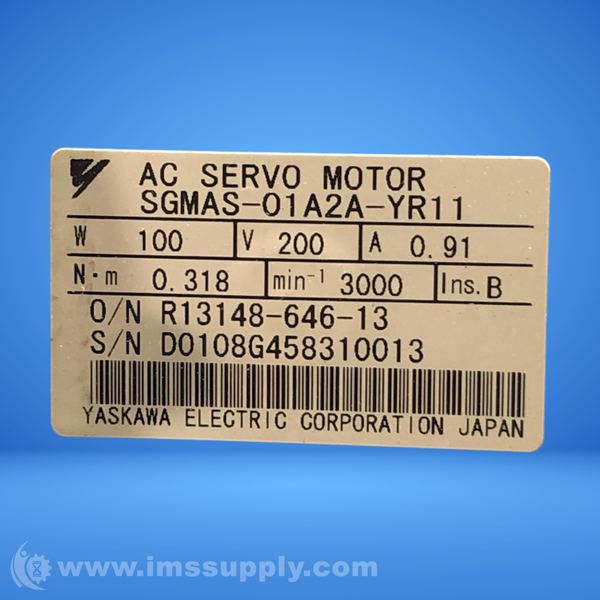 AC SERVO MOTOR
SGMAS-01A2A-YR11
W 100 V 200 A 0.91
N·m 0.318 min⁻¹ 3000 Ins. B
O/N R13148-646-13
S/N D0108G458310013
YASKAWA ELECTRIC CORPORATION JAPAN
www.imssupply.com